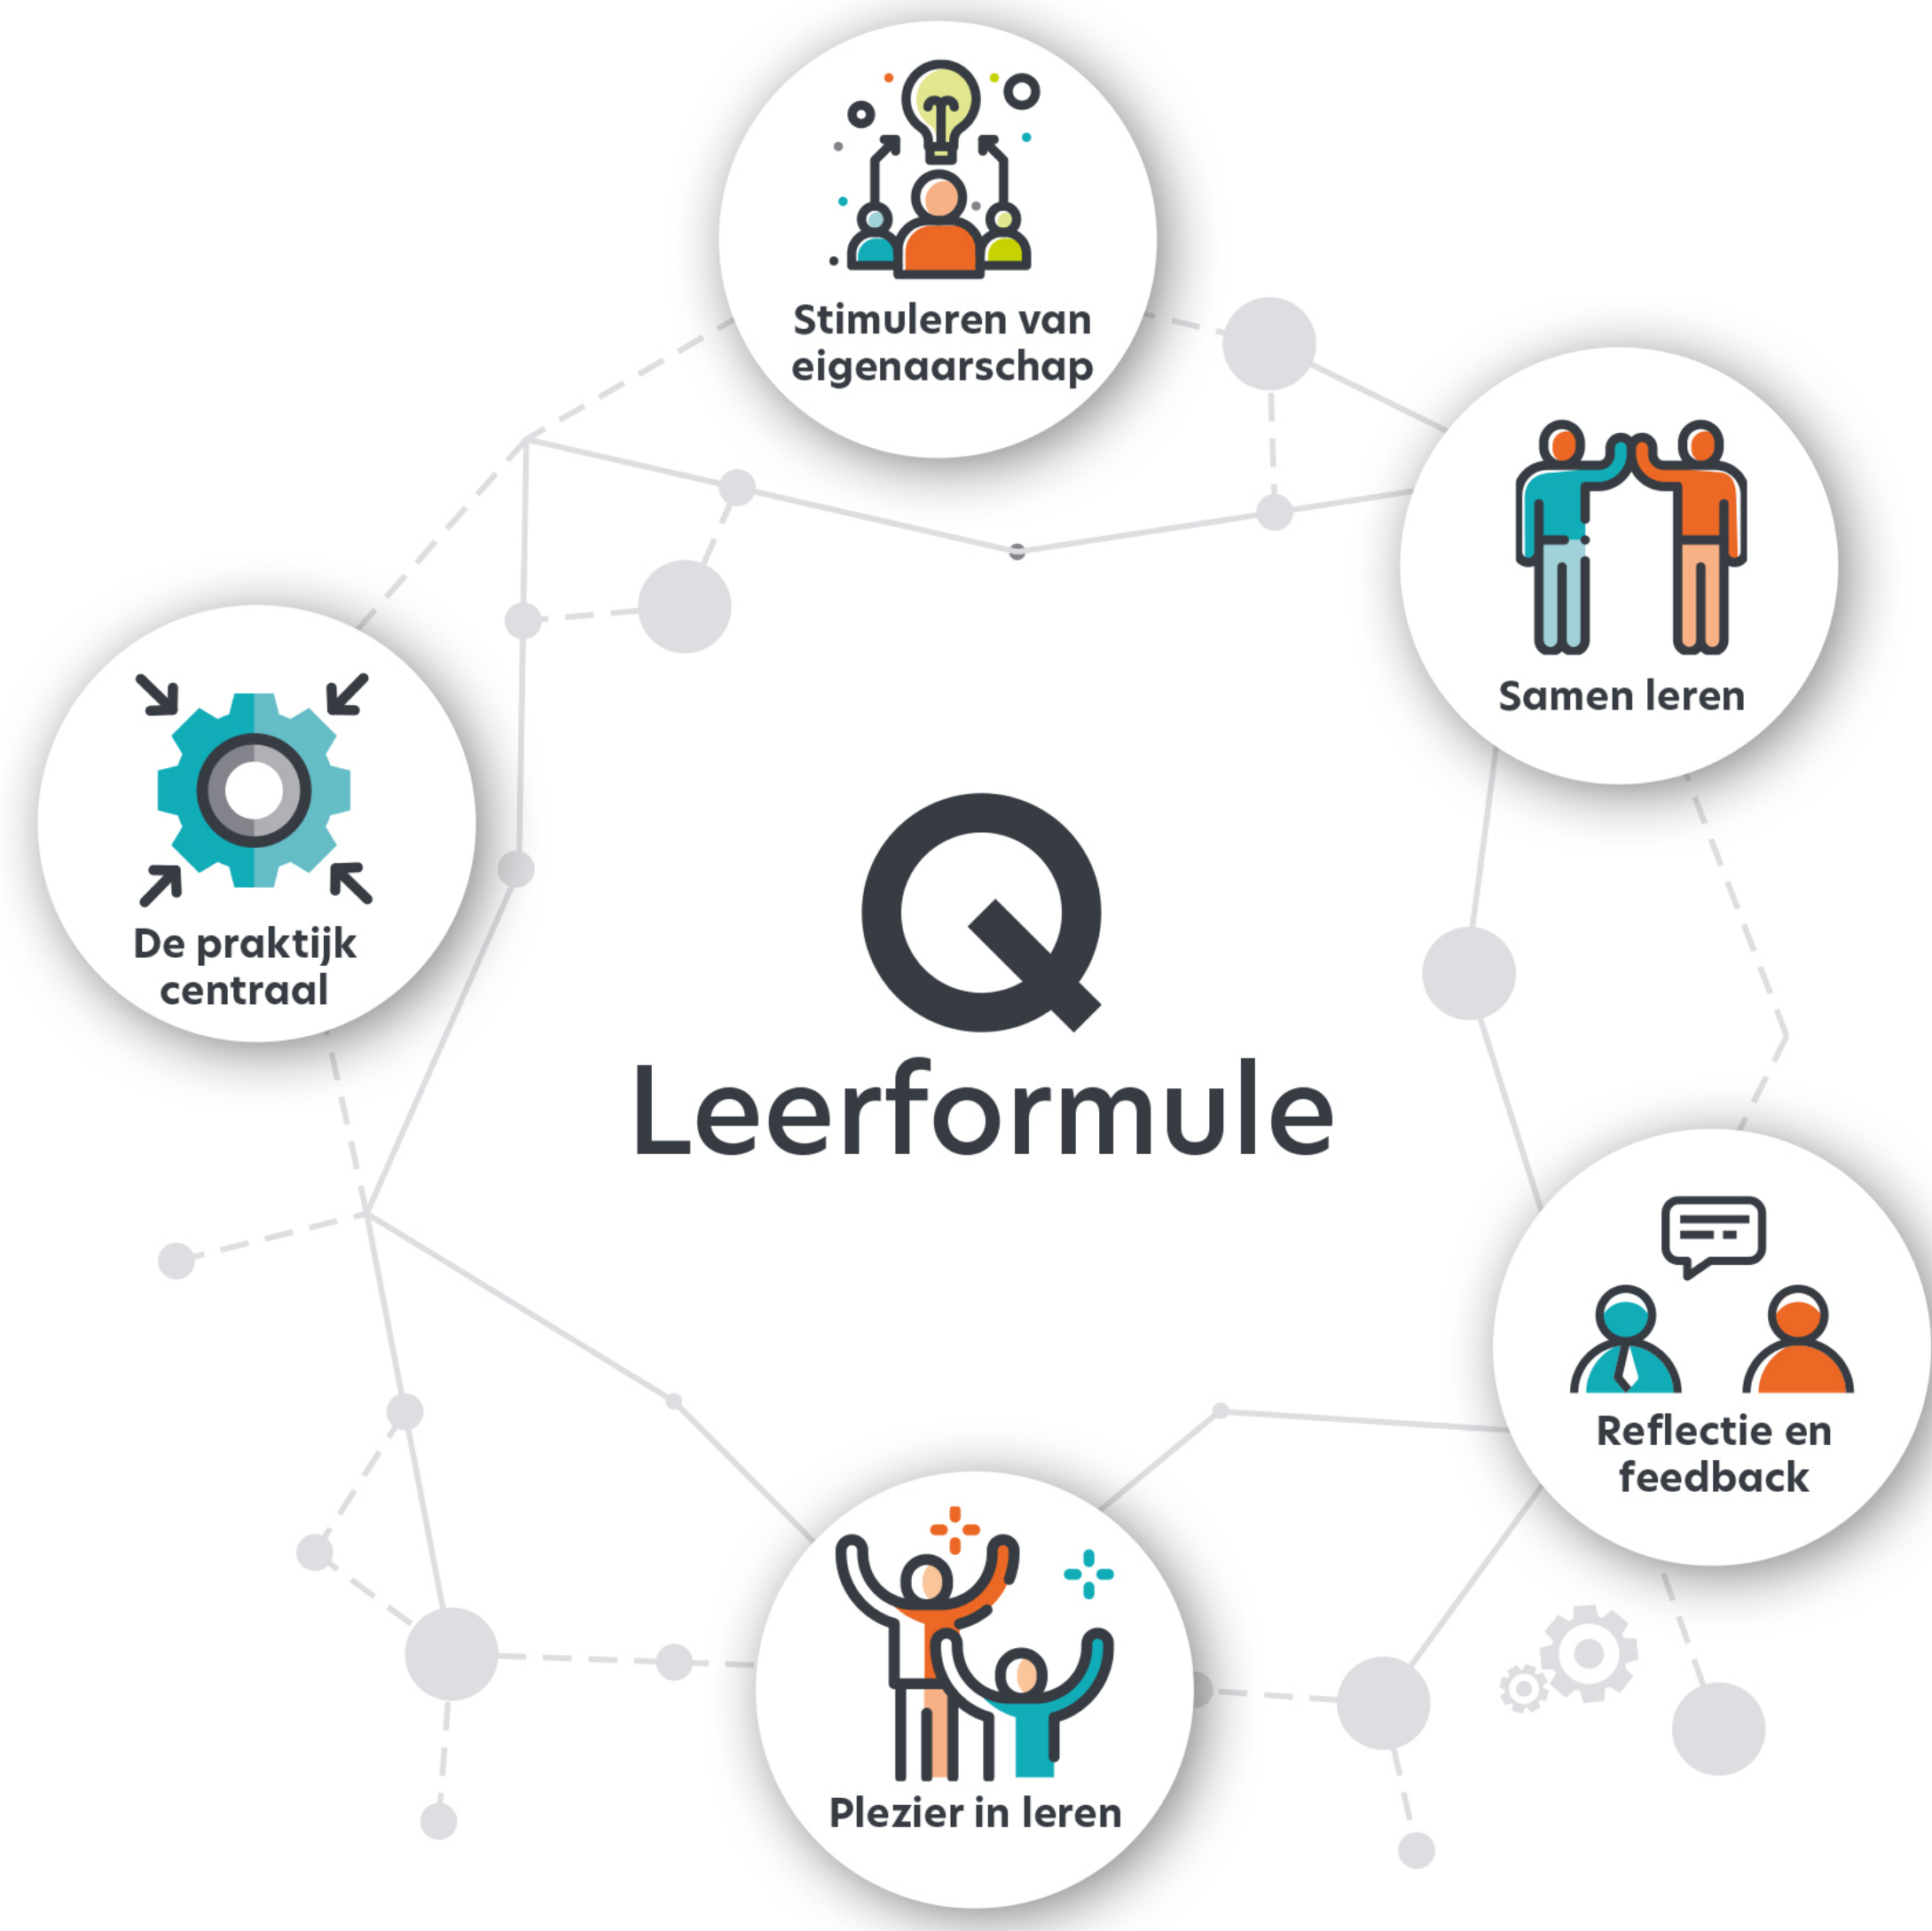 Stimuleren van
eigenaarschap
Samen leren
De praktijk
centraal
Q
Leerformule
Reflectie en
feedback
Plezier in leren